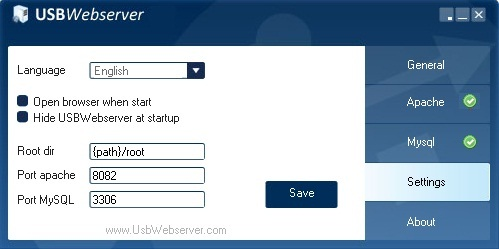 USBWebserver
Language English
Open browser when start
Hide USBWebserver at startup
Root dir {path}/root
Port apache 8082
Port MySQL 3306
Save
www.UsbWebserver.com
General
Apache
Mysql
Settings
About